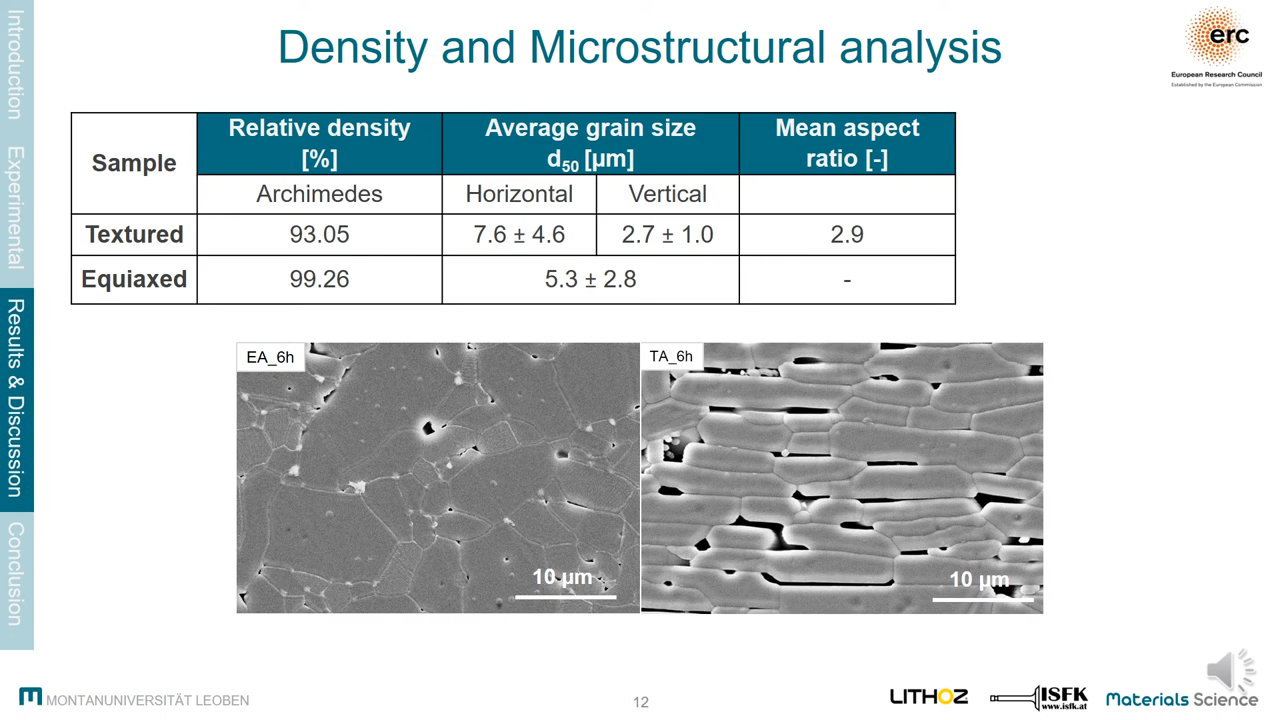 Density and Microstructural analysis
erc
European Research Council
Established by the European Commission
Introduction
Experimental
Results & Discussion
Conclusion
Sample
Relative density [%]
Average grain size d50 [µm]
Mean aspect ratio [-]
Archimedes
Horizontal
Vertical
Textured
93.05
7.6 ± 4.6
2.7 ± 1.0
2.9
Equiaxed
99.26
5.3 ± 2.8
-
EA_6h
TA_6h
10 µm
10 µm
MONTANUNIVERSITÄT LEOBEN
12
LITHOZ
ISFK
www.isfk.at
Materials Science